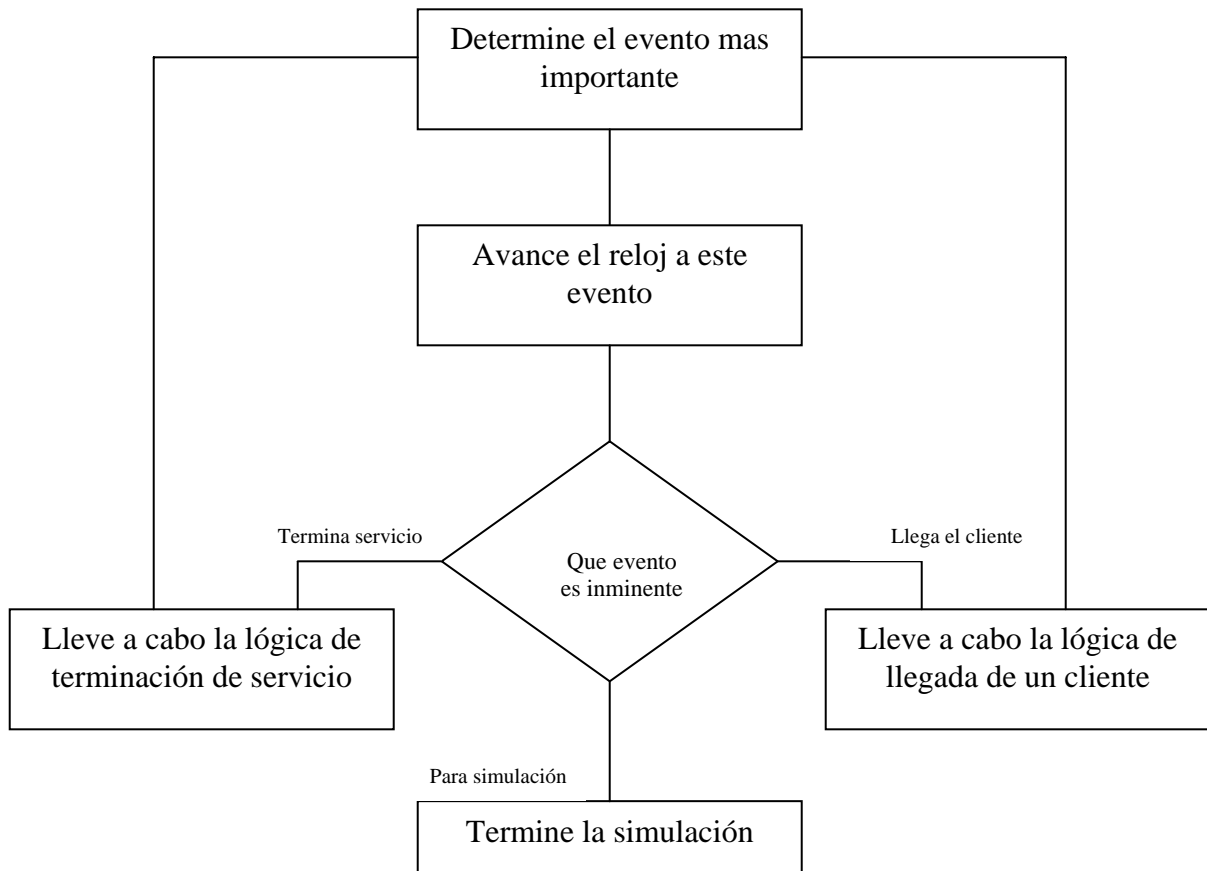 Determine el evento mas
importante
Avance el reloj a este
evento
Termina servicio
Llega el cliente
Que evento
es inminente
Lleve a cabo la lógica de
terminación de servicio
Lleve a cabo la lógica de
llegada de un cliente
Para simulación
Termine la simulación